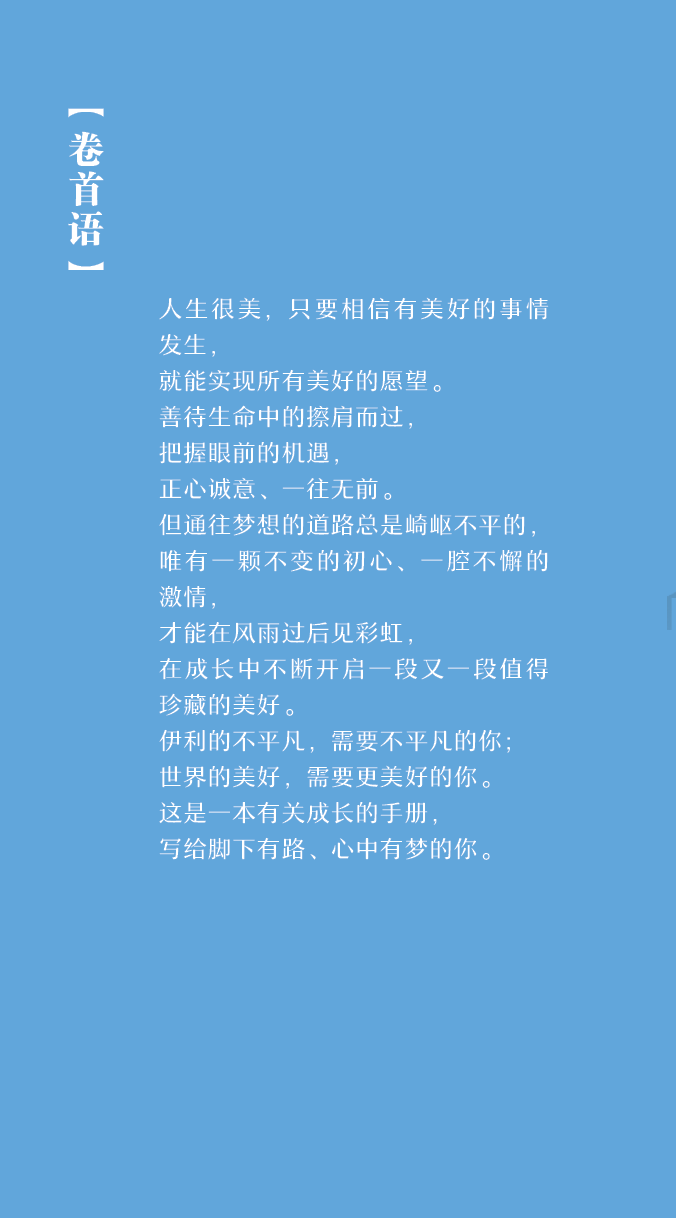 【卷首语】
人生很美，只要相信有美好的事情
发生，
就能实现所有美好的愿望。
善待生命中的擦肩而过，
把握眼前的机遇，
正心诚意、一往无前。
但通往梦想的道路总是崎岖不平的，
唯有一颗不变的初心、一腔不懈的
激情，
才能在风雨过后见彩虹，
在成长中不断开启一段又一段值得
珍藏的美好。
伊利的不平凡，需要不平凡的你；
世界的美好，需要更美好的你。
这是一本有关成长的手册，
写给脚下有路、心中有梦的你。